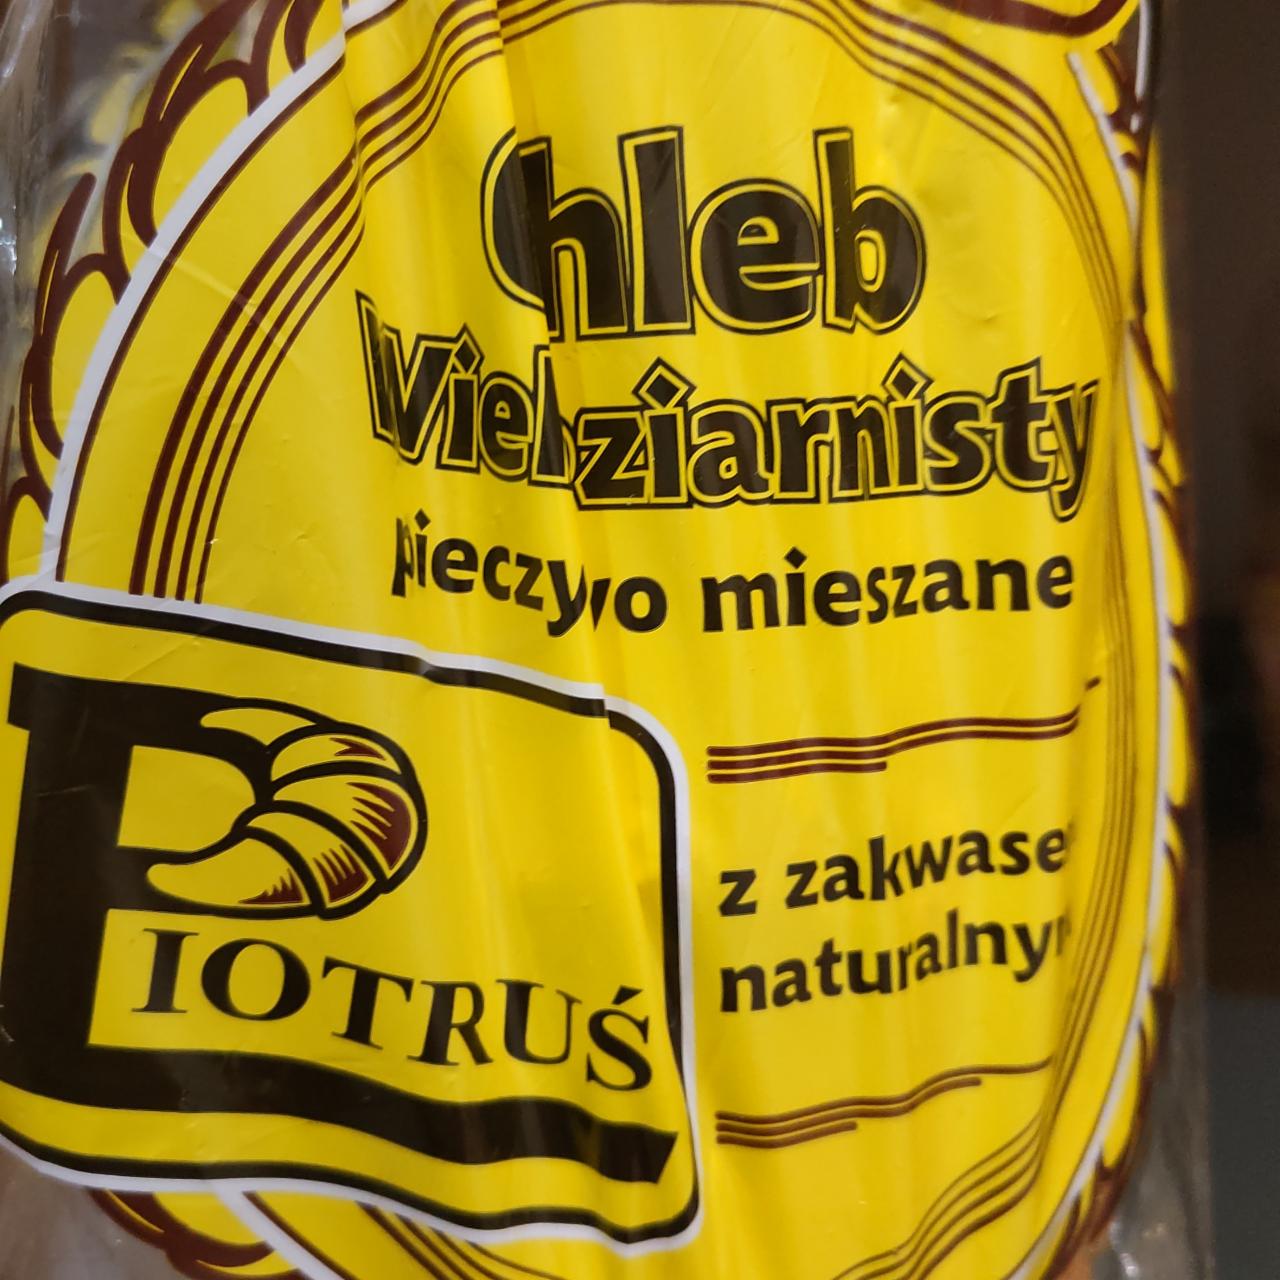 Chleb
Wieloziarnisty
pieczywo mieszane
z zakwasem
naturalnym
PIOTRUŚ